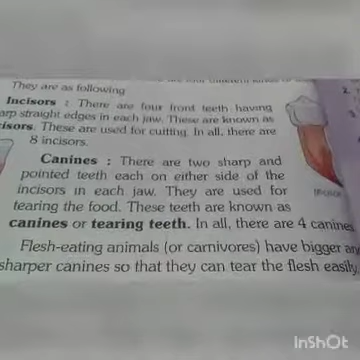 They are as following
Incisors : There are four front teeth having
arp straight edges in each jaw. These are known as
cisors. These are used for cutting. In all, there are
8 incisors.
Canines : There are two sharp and
pointed teeth each on either side of the
incisors in each jaw. They are used for
tearing the food. These teeth are known as
canines or tearing teeth. In all, there are 4 canines
Flesh-eating animals (or carnivores) have bigger an
sharper canines so that they can tear the flesh easily.
2.
3.
InShOt